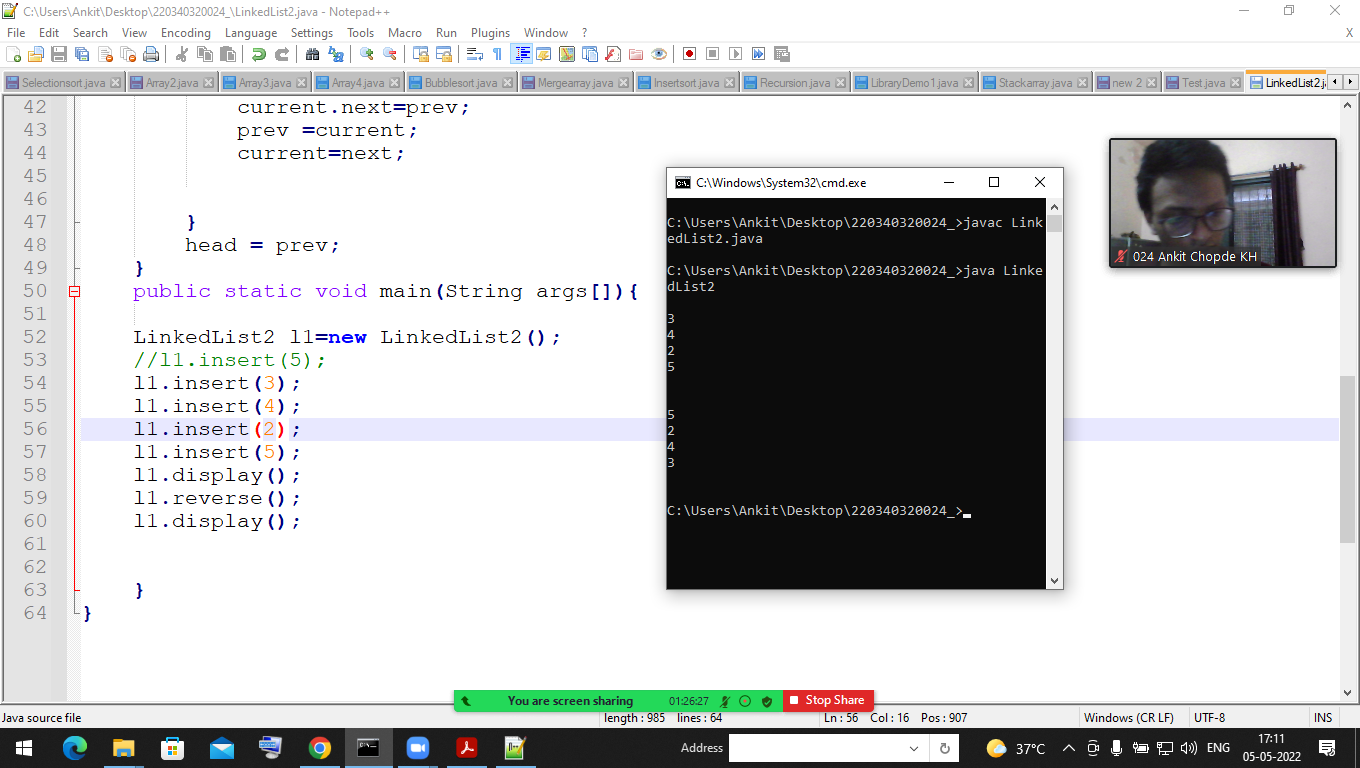 C:\Users\Ankit\Desktop\220340320024_\LinkedList2.java - Notepad++
File Edit Search View Encoding Language Settings Tools Macro Run Plugins Window ? X
Selectionsort.java Array2.java Array3.java Array4.java Bubblesort.java Mergearray.java Insertsort.java Recursion.java LibraryDemo1.java Stackarray.java new 2 Test.java LinkedList2.j
42 current.next=prev;
43 prev =current;
44 current=next;
45
46
47 }
48 head = prev;
49 }
50 public static void main(String args[]){
51
52 LinkedList2 l1=new LinkedList2();
53 //l1.insert(5);
54 l1.insert(3);
55 l1.insert(4);
56 l1.insert(2);
57 l1.insert(5);
58 l1.display();
59 l1.reverse();
60 l1.display();
61
62
63 }
64 }
C:\Windows\System32\cmd.exe
C:\Users\Ankit\Desktop\220340320024_>javac Link
edList2.java
C:\Users\Ankit\Desktop\220340320024_>java Linke
dList2
3
4
2
5
5
2
4
3
C:\Users\Ankit\Desktop\220340320024_>
024 Ankit Chopde KH
You are screen sharing 01:26:27 Stop Share
Java source file length : 985 lines : 64 Ln : 56 Col : 16 Pos : 907 Windows (CR LF) UTF-8 INS
Address 37°C ENG 17:11
05-05-2022